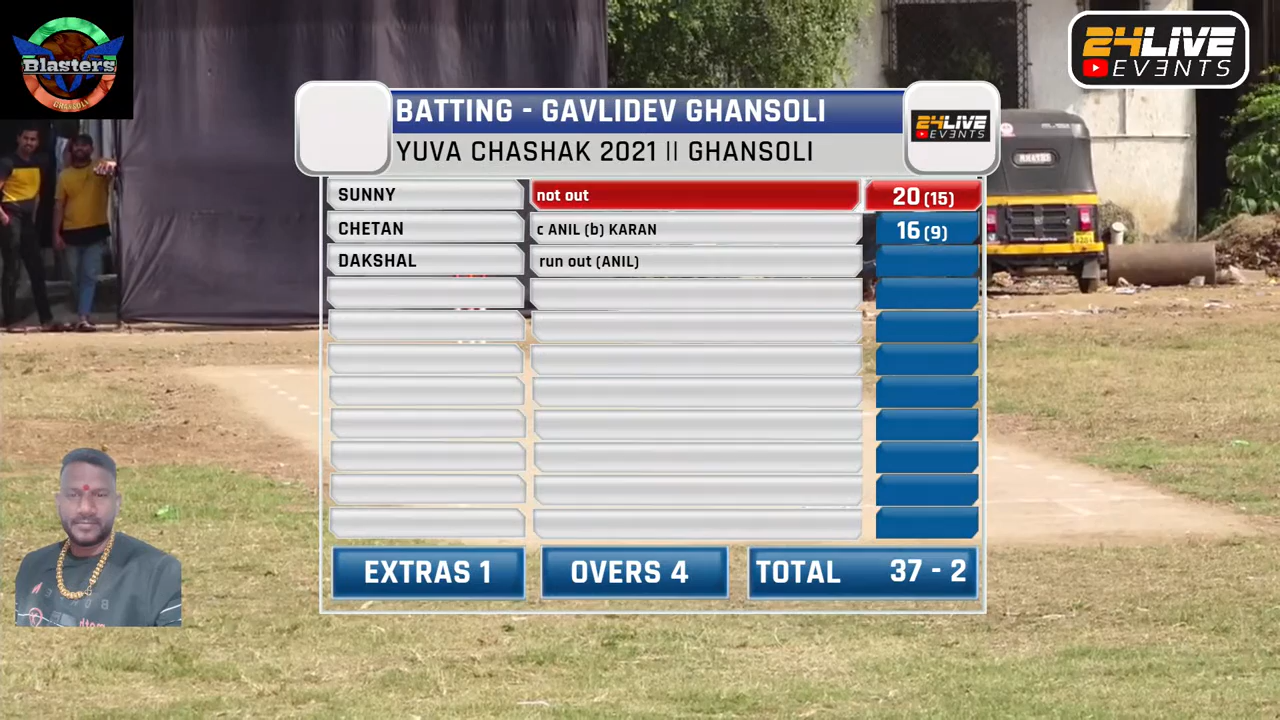 Blasters
GHANSOLI
24LIVE
EVENTS
BATTING - GAVLIDEV GHANSOLI
24LIVE
EVENTS
YUVA CHASHAK 2021 || GHANSOLI
SUNNY not out 20 (15)
CHETAN c ANIL (b) KARAN 16 (9)
DAKSHAL run out (ANIL)
EXTRAS 1 OVERS 4 TOTAL 37 - 2